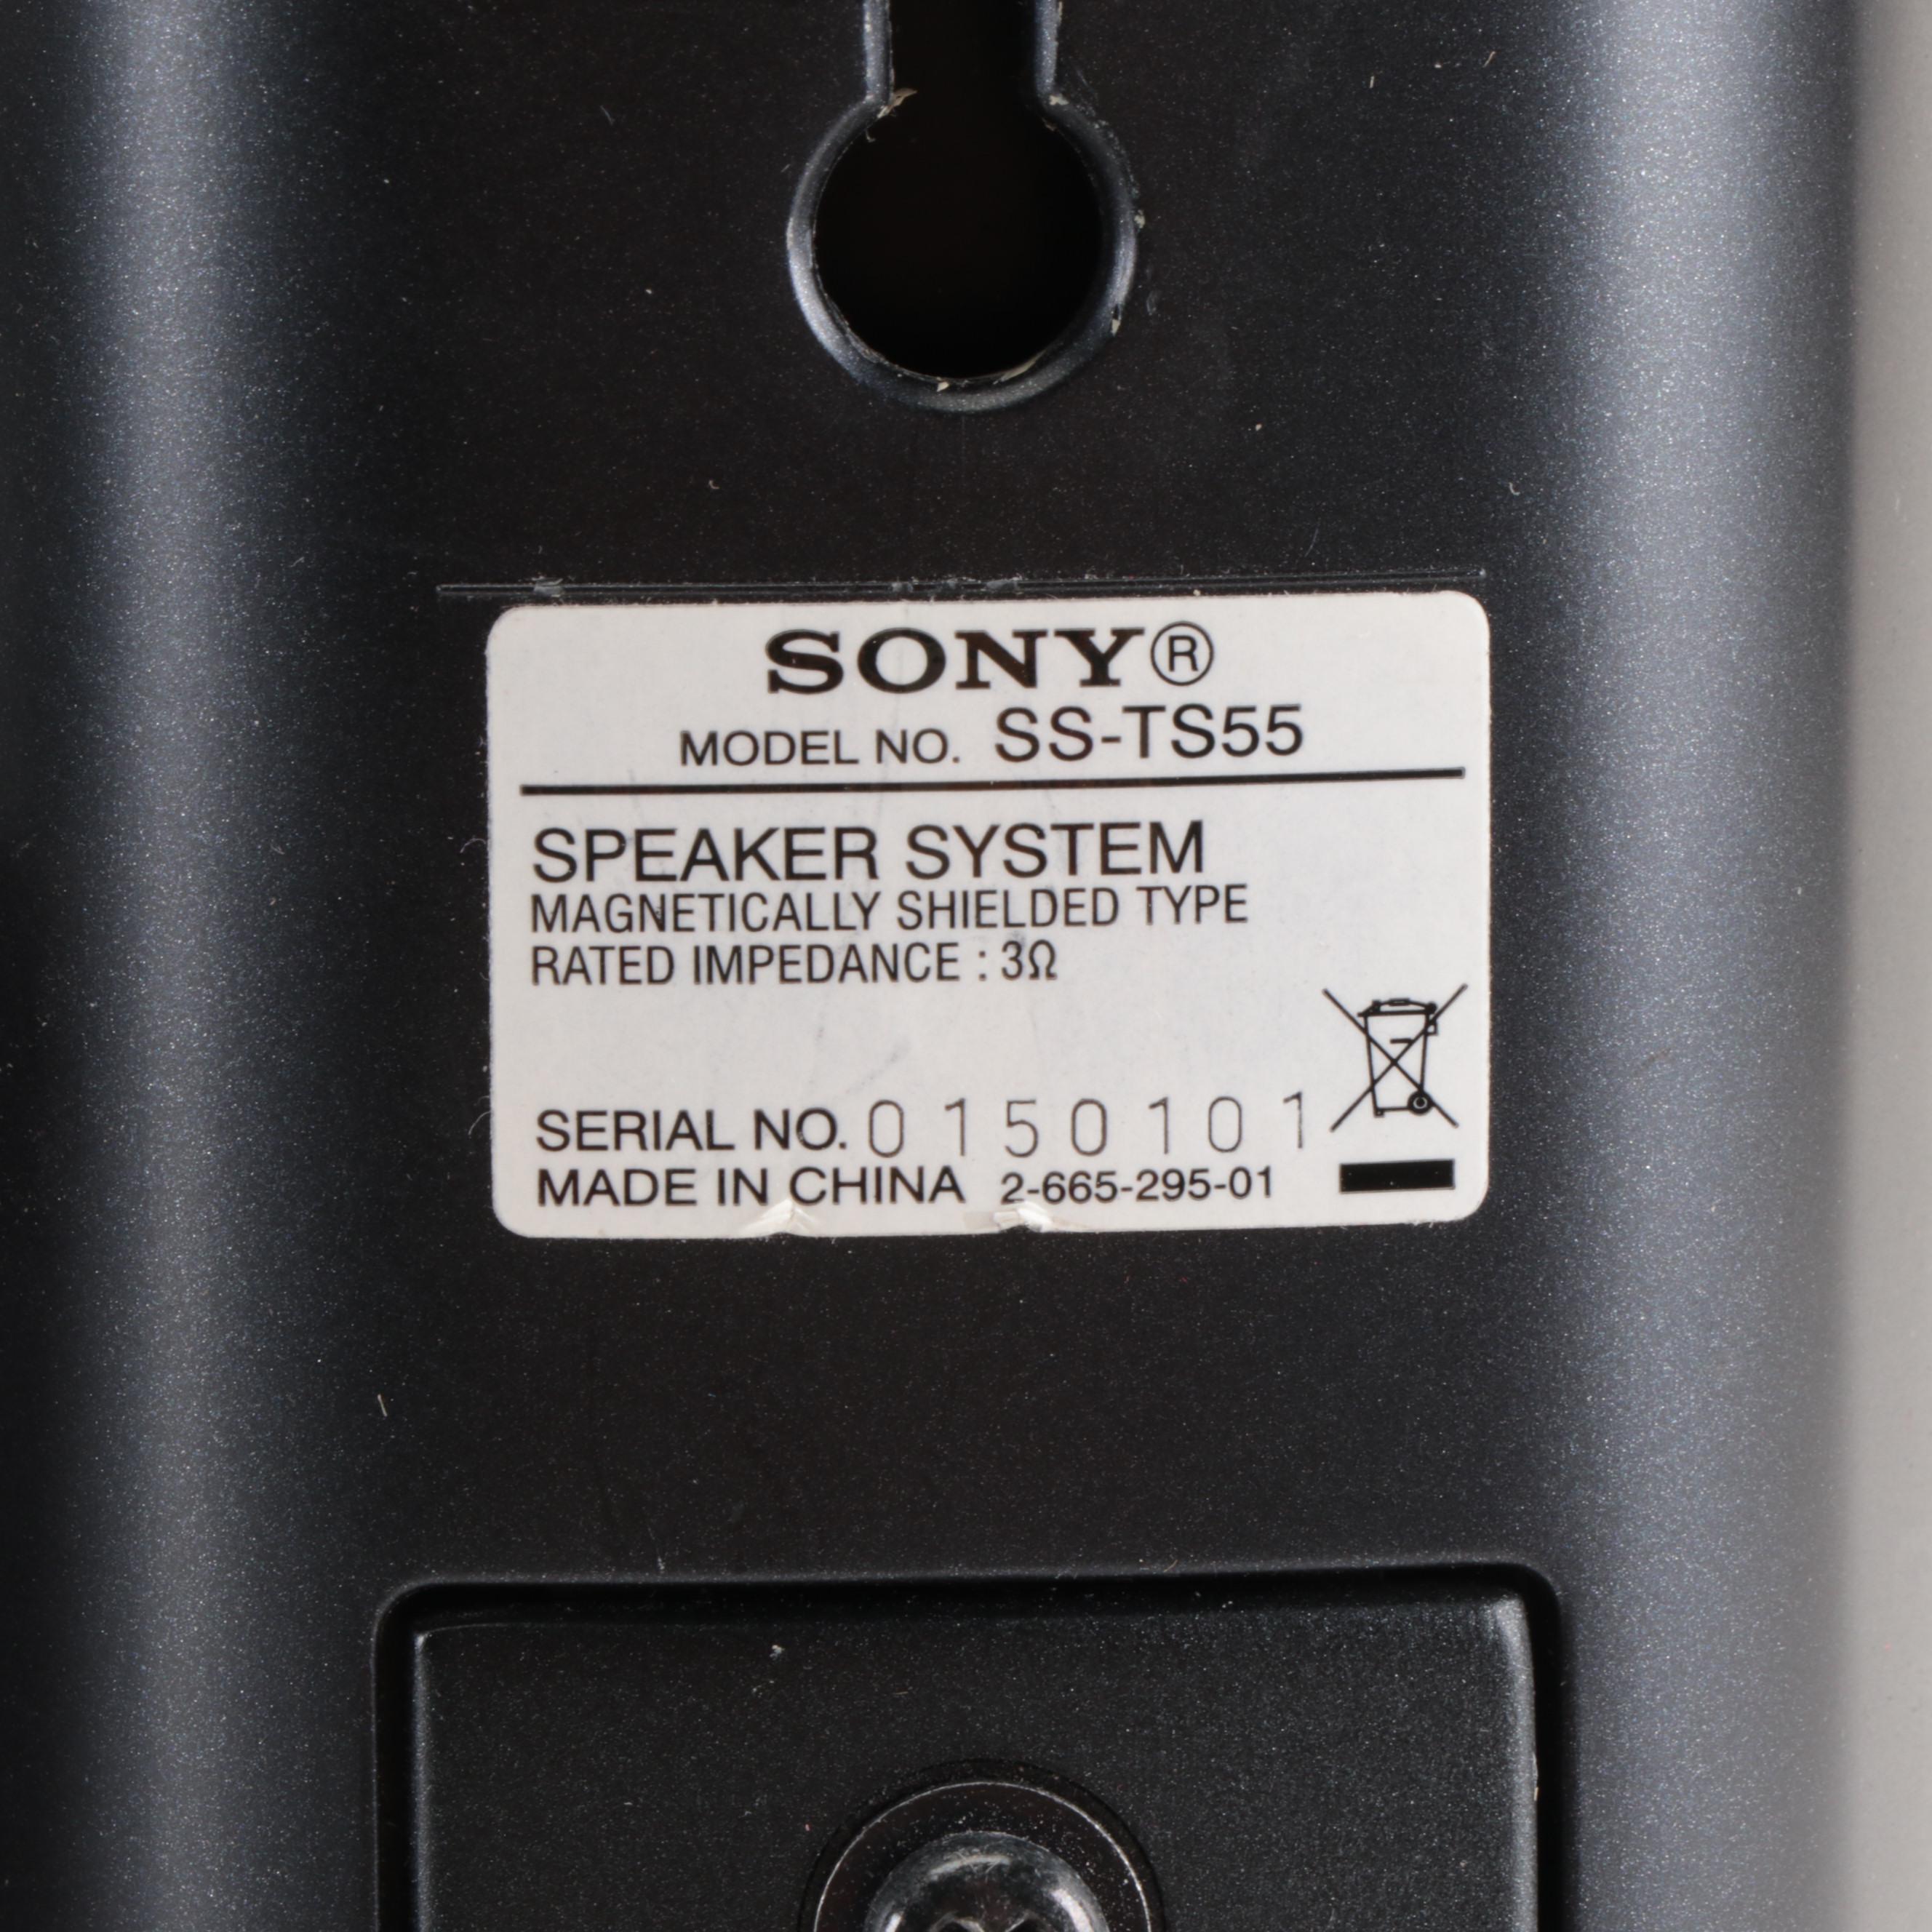 SONY®
MODEL NO. SS-TS55
SPEAKER SYSTEM
MAGNETICALLY SHIELDED TYPE
RATED IMPEDANCE : 3Ω
SERIAL NO. 0150101
MADE IN CHINA 2-665-295-01